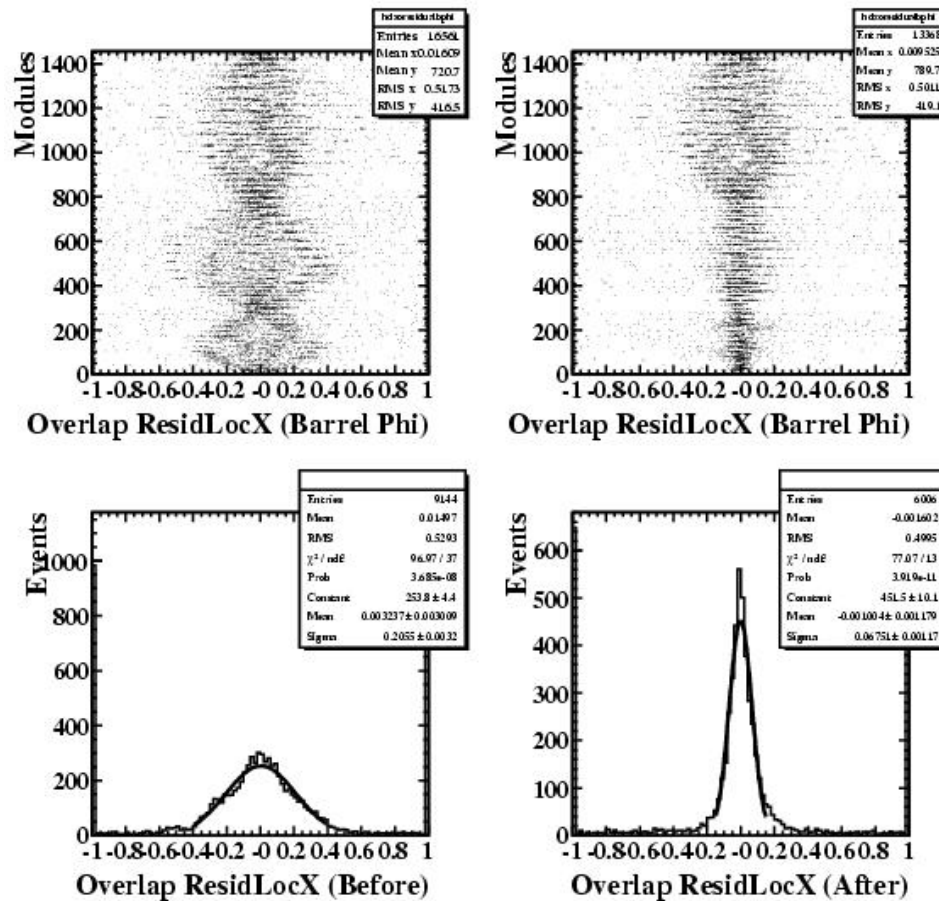 hdxoresidualbphi
Entries 16561
Mean x 0.01609
Mean y 720.7
RMS x 0.5173
RMS y 416.5
Modules
1400
1200
1000
800
600
400
200
0
-1 -0.8 -0.6 -0.4 -0.2 -0 0.2 0.4 0.6 0.8 1
Overlap ResidLocX (Barrel Phi)
hdxoresidualbphi
Entries 13368
Mean x 0.009525
Mean y 789.7
RMS x 0.5011
RMS y 419.1
Modules
1400
1200
1000
800
600
400
200
0
-1 -0.8 -0.6 -0.4 -0.2 -0 0.2 0.4 0.6 0.8 1
Overlap ResidLocX (Barrel Phi)
Entries 9144
Mean 0.01497
RMS 0.5293
χ² / ndf 96.97 / 37
Prob 3.685e-08
Constant 253.8 ± 4.4
Mean 0.003237 ± 0.003009
Sigma 0.2055 ± 0.0032
Events
1000
800
600
400
200
0
-1 -0.8 -0.6 -0.4 -0.2 -0 0.2 0.4 0.6 0.8 1
Overlap ResidLocX (Before)
Entries 6006
Mean -0.001602
RMS 0.4995
χ² / ndf 77.07 / 13
Prob 3.919e-11
Constant 451.5 ± 10.1
Mean -0.001004 ± 0.001179
Sigma 0.06751 ± 0.00117
Events
600
500
400
300
200
100
0
-1 -0.8 -0.6 -0.4 -0.2 -0 0.2 0.4 0.6 0.8 1
Overlap ResidLocX (After)